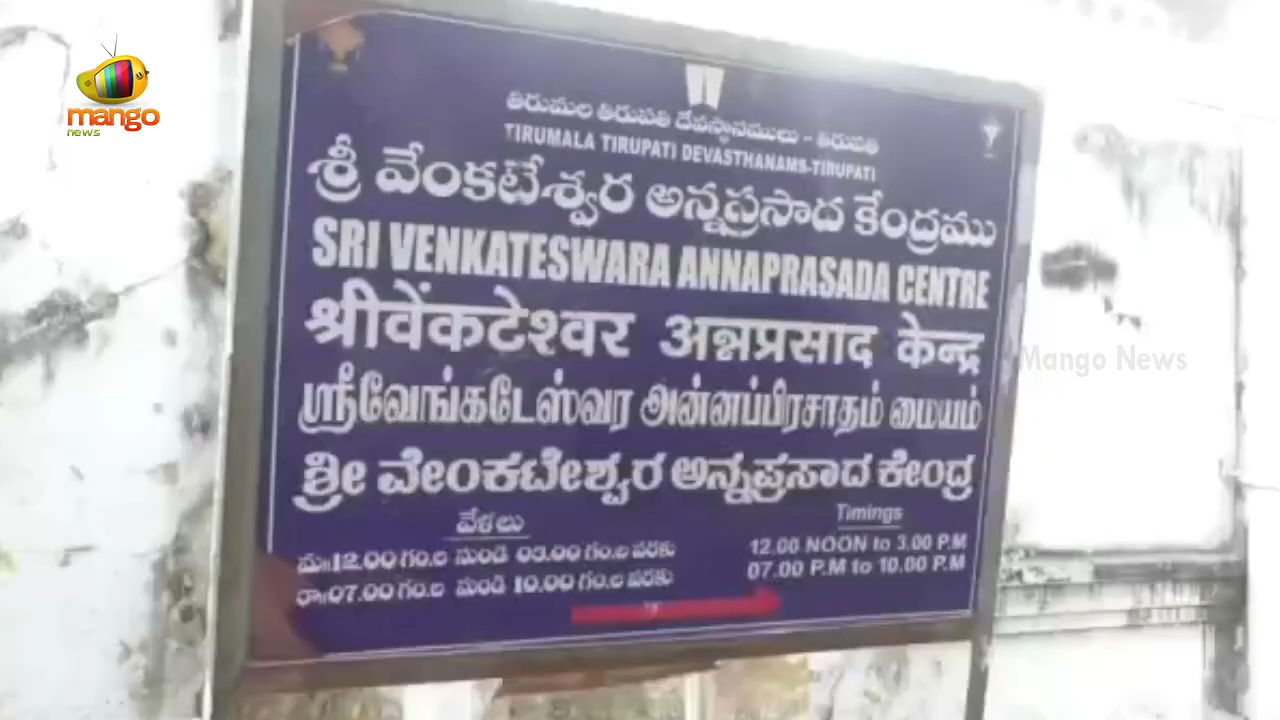 mango
news
తిరుమల తిరుపతి దేవస్థానములు - తిరుపతి
TIRUMALA TIRUPATI DEVASTHANAMS-TIRUPATI
శ్రీ వేంకటేశ్వర అన్నప్రసాద కేంద్రము
SRI VENKATESWARA ANNAPRASADA CENTRE
श्रीवेंकटेश्वर अन्नप्रसाद केन्द्र
ஸ்ரீவேங்கடேஸ்வர அன்னப்பிரசாதம் மையம்
ಶ್ರೀ ವೇಂಕಟೇಶ್ವರ ಅನ್ನಪ್ರಸಾದ ಕೇಂದ್ರ
వేళలు
మ॥12.00 గం.ల నుండి 03.00 గం.ల వరకు
రా॥07.00 గం.ల నుండి 10.00 గం.ల వరకు
Timings
12.00 NOON to 3.00 P.M
07.00 P.M to 10.00 P.M
Mango News